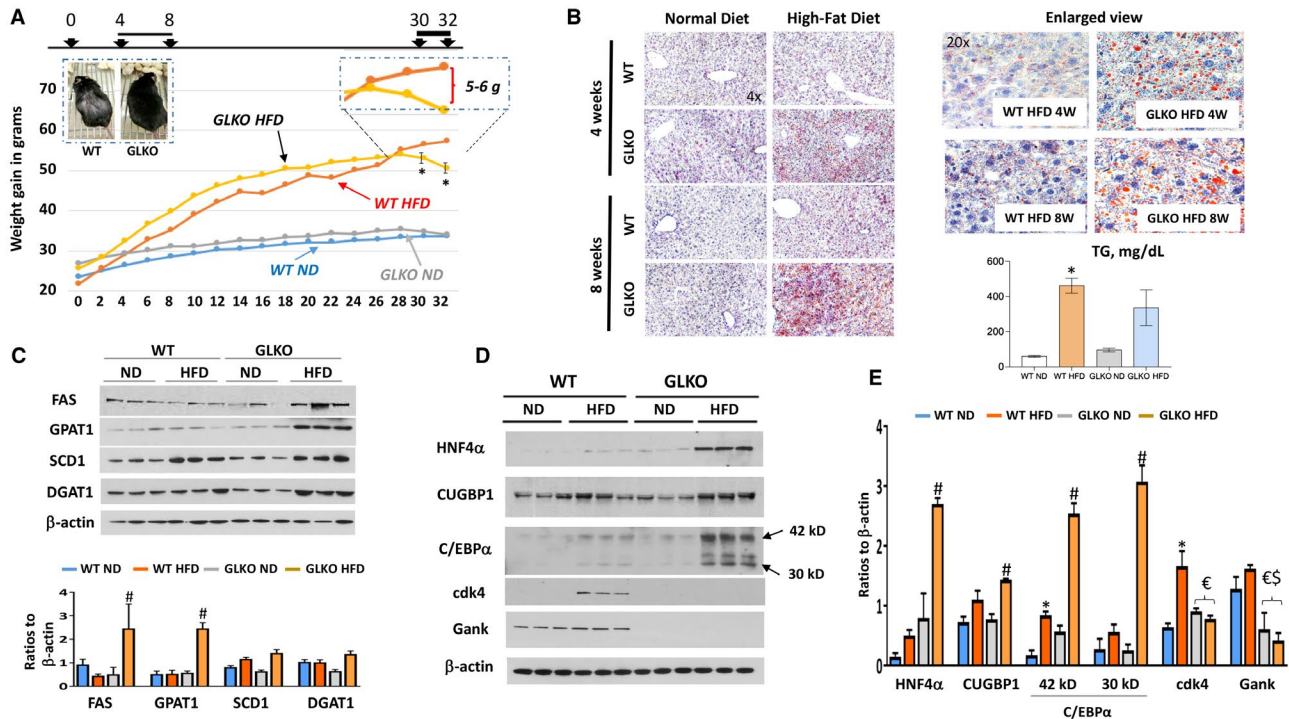 A
0 4 8 30 32
70
60
50
40
30
20
Weight gain in grams
WT GLKO
GLKO HFD
5-6 g
* *
WT HFD
WT ND
GLKO ND
0 2 4 6 8 10 12 14 16 18 20 22 24 26 28 30 32
B
Normal Diet High-Fat Diet
4 weeks
WT
GLKO
4x
8 weeks
WT
GLKO
Enlarged view
20x
WT HFD 4W GLKO HFD 4W
WT HFD 8W GLKO HFD 8W
TG, mg/dL
600
400
200
0
*
WT ND WT HFD GLKO ND GLKO HFD
C
WT GLKO
ND HFD ND HFD
FAS
GPAT1
SCD1
DGAT1
β-actin
WT ND WT HFD GLKO ND GLKO HFD
Ratios to
β-actin
4
3
2
1
0
# #
FAS GPAT1 SCD1 DGAT1
D
WT GLKO
ND HFD ND HFD
HNF4α
CUGBP1
C/EBPα
42 kD
30 kD
cdk4
Gank
β-actin
E
WT ND WT HFD GLKO ND GLKO HFD
Ratios to β-actin
4
3
2
1
0
# # * # # * € €$
HNF4α CUGBP1 42 kD 30 kD cdk4 Gank
C/EBPα